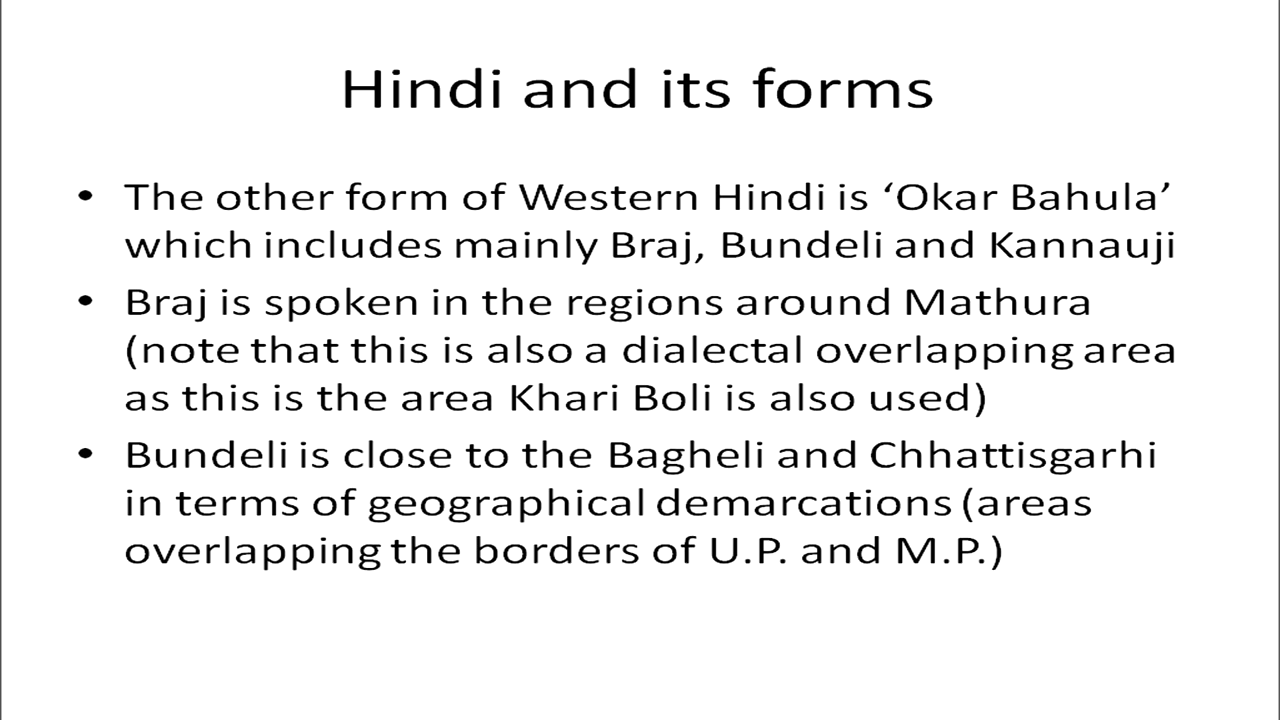 Hindi and its forms
• The other form of Western Hindi is ‘Okar Bahula’
which includes mainly Braj, Bundeli and Kannauji
• Braj is spoken in the regions around Mathura
(note that this is also a dialectal overlapping area
as this is the area Khari Boli is also used)
• Bundeli is close to the Bagheli and Chhattisgarhi
in terms of geographical demarcations (areas
overlapping the borders of U.P. and M.P.)